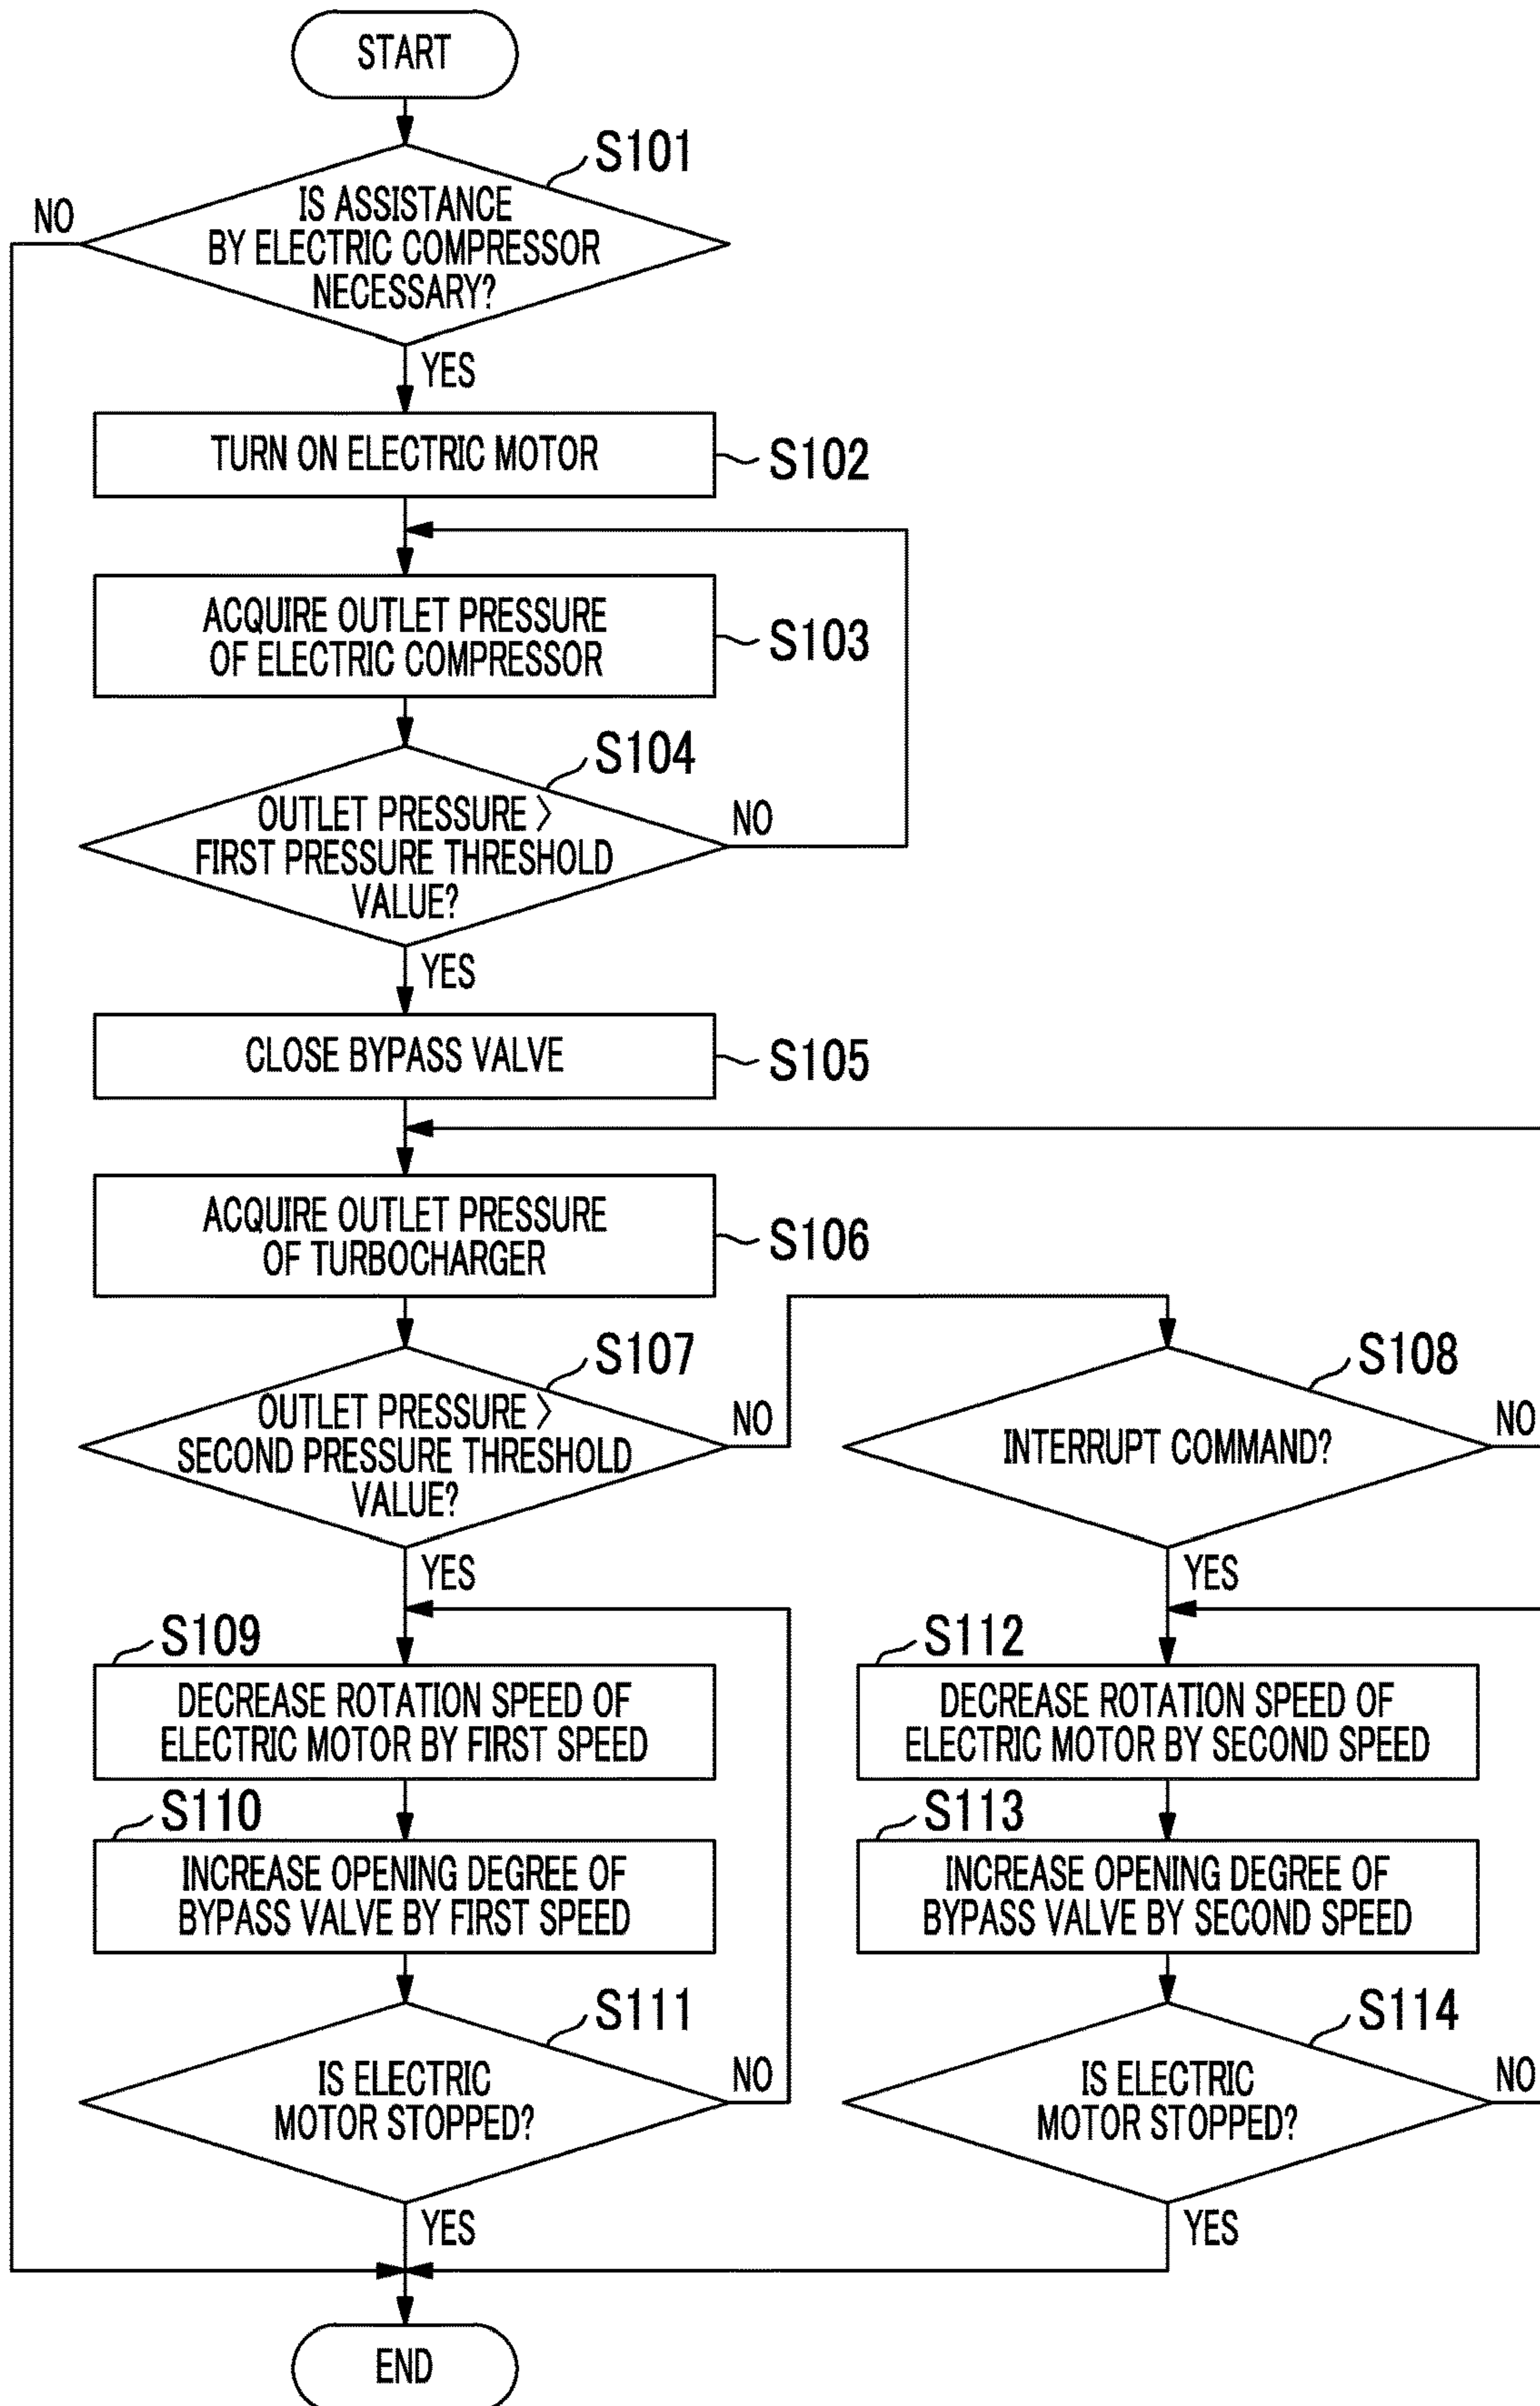 START
S101
NO
IS ASSISTANCE
BY ELECTRIC COMPRESSOR
NECESSARY?
YES
TURN ON ELECTRIC MOTOR
S102
ACQUIRE OUTLET PRESSURE
OF ELECTRIC COMPRESSOR
S103
S104
OUTLET PRESSURE >
FIRST PRESSURE THRESHOLD
VALUE?
NO
YES
CLOSE BYPASS VALVE
S105
ACQUIRE OUTLET PRESSURE
OF TURBOCHARGER
S106
S107
OUTLET PRESSURE >
SECOND PRESSURE THRESHOLD
VALUE?
NO
YES
S108
INTERRUPT COMMAND?
NO
YES
S109
DECREASE ROTATION SPEED OF
ELECTRIC MOTOR BY FIRST SPEED
S110
INCREASE OPENING DEGREE OF
BYPASS VALVE BY FIRST SPEED
S111
IS ELECTRIC
MOTOR STOPPED?
NO
YES
S112
DECREASE ROTATION SPEED OF
ELECTRIC MOTOR BY SECOND SPEED
S113
INCREASE OPENING DEGREE OF
BYPASS VALVE BY SECOND SPEED
S114
IS ELECTRIC
MOTOR STOPPED?
NO
YES
END